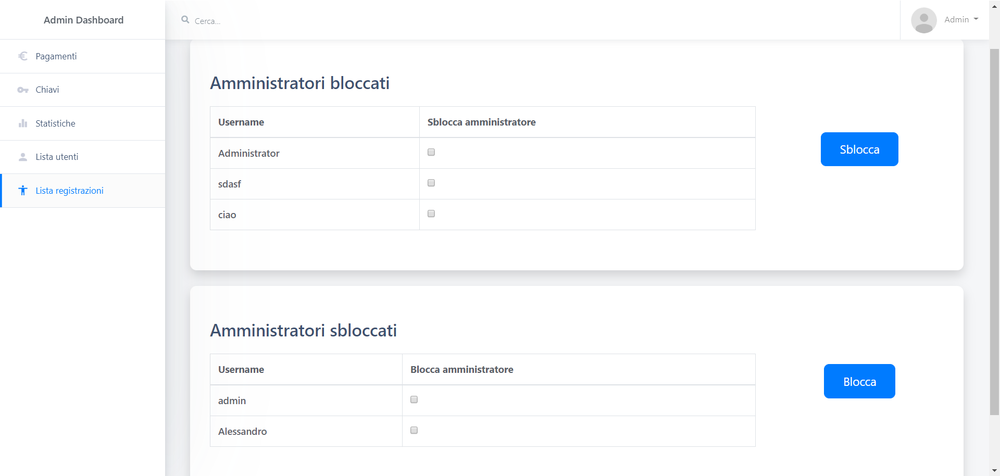 Admin Dashboard
Cerca...
Admin
Pagamenti
Chiavi
Statistiche
Lista utenti
Lista registrazioni
Amministratori bloccati
Username Sblocca amministratore
Administrator
sdasf
ciao
Sblocca
Amministratori sbloccati
Username Blocca amministratore
admin
Alessandro
Blocca